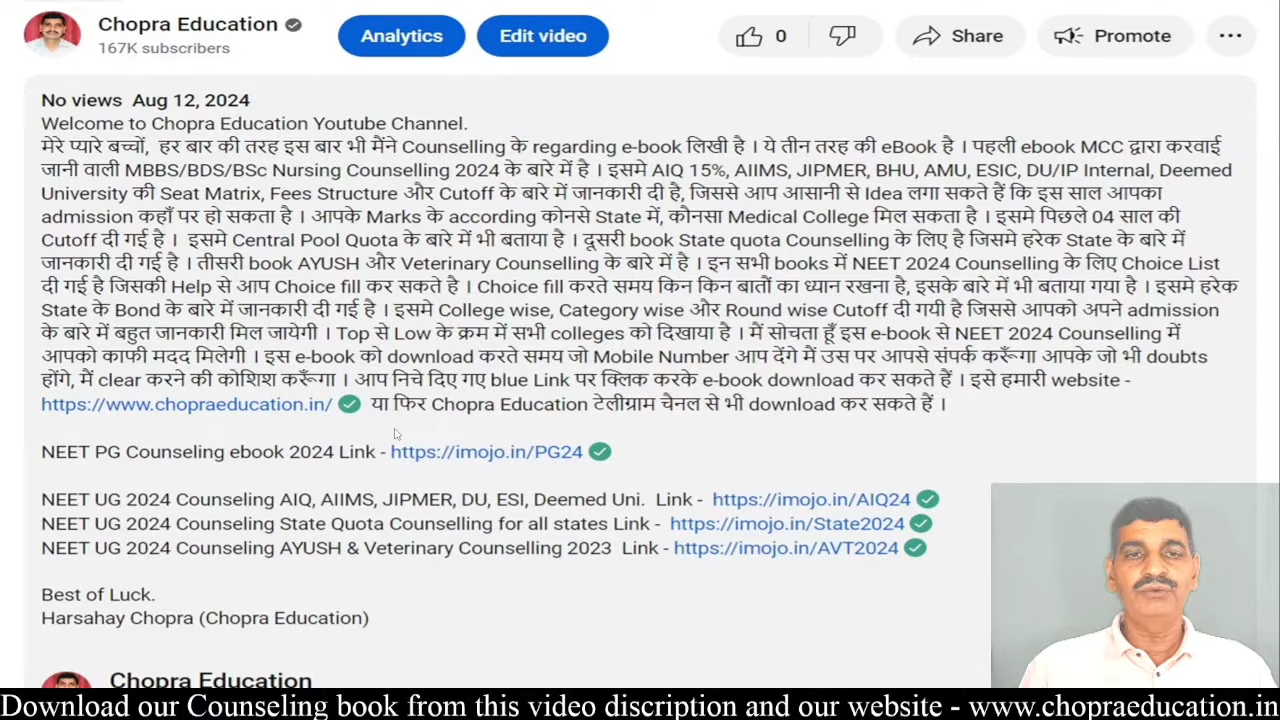 Chopra Education
167K subscribers
Analytics
Edit video
0
Share
Promote
No views Aug 12, 2024
Welcome to Chopra Education Youtube Channel.
मेरे प्यारे बच्चों, हर बार की तरह इस बार भी मैंने Counselling के regarding e-book लिखी है । ये तीन तरह की eBook है । पहली ebook MCC द्वारा करवाई
जानी वाली MBBS/BDS/BSc Nursing Counselling 2024 के बारे में है । इसमे AIQ 15%, AIIMS, JIPMER, BHU, AMU, ESIC, DU/IP Internal, Deemed
University की Seat Matrix, Fees Structure और Cutoff के बारे में जानकारी दी है, जिससे आप आसानी से Idea लगा सकते हैं कि इस साल आपका
admission कहाँ पर हो सकता है । आपके Marks के according कोनसे State में, कौनसा Medical College मिल सकता है । इसमे पिछले 04 साल की
Cutoff दी गई है । इसमे Central Pool Quota के बारे में भी बताया है । दूसरी book State quota Counselling के लिए है जिसमे हरेक State के बारे में
जानकारी दी गई है । तीसरी book AYUSH और Veterinary Counselling के बारे में है । इन सभी books में NEET 2024 Counselling के लिए Choice List
दी गई है जिसकी Help से आप Choice fill कर सकते है । Choice fill करते समय किन किन बातों का ध्यान रखना है, इसके बारे में भी बताया गया है । इसमे हरेक
State के Bond के बारे में जानकारी दी गई है । इसमे College wise, Category wise और Round wise Cutoff दी गयी है जिससे आपको अपने admission
के बारे में बहुत जानकारी मिल जायेगी । Top से Low के क्रम में सभी colleges को दिखाया है । मैं सोचता हूँ इस e-book से NEET 2024 Counselling में
आपको काफी मदद मिलेगी । इस e-book को download करते समय जो Mobile Number आप देंगे मैं उस पर आपसे संपर्क करूँगा आपके जो भी doubts
होंगे, मैं clear करने की कोशिश करूँगा । आप निचे दिए गए blue Link पर क्लिक करके e-book download कर सकते हैं । इसे हमारी website -
https://www.chopraeducation.in/ या फिर Chopra Education टेलीग्राम चैनल से भी download कर सकते हैं ।
NEET PG Counseling ebook 2024 Link - https://imojo.in/PG24
NEET UG 2024 Counseling AIQ, AIIMS, JIPMER, DU, ESI, Deemed Uni. Link - https://imojo.in/AIQ24
NEET UG 2024 Counseling State Quota Counselling for all states Link - https://imojo.in/State2024
NEET UG 2024 Counseling AYUSH & Veterinary Counselling 2023 Link - https://imojo.in/AVT2024
Best of Luck.
Harsahay Chopra (Chopra Education)
Chopra Education
Download our Counseling book from this video discription and our website - www.chopraeducation.in